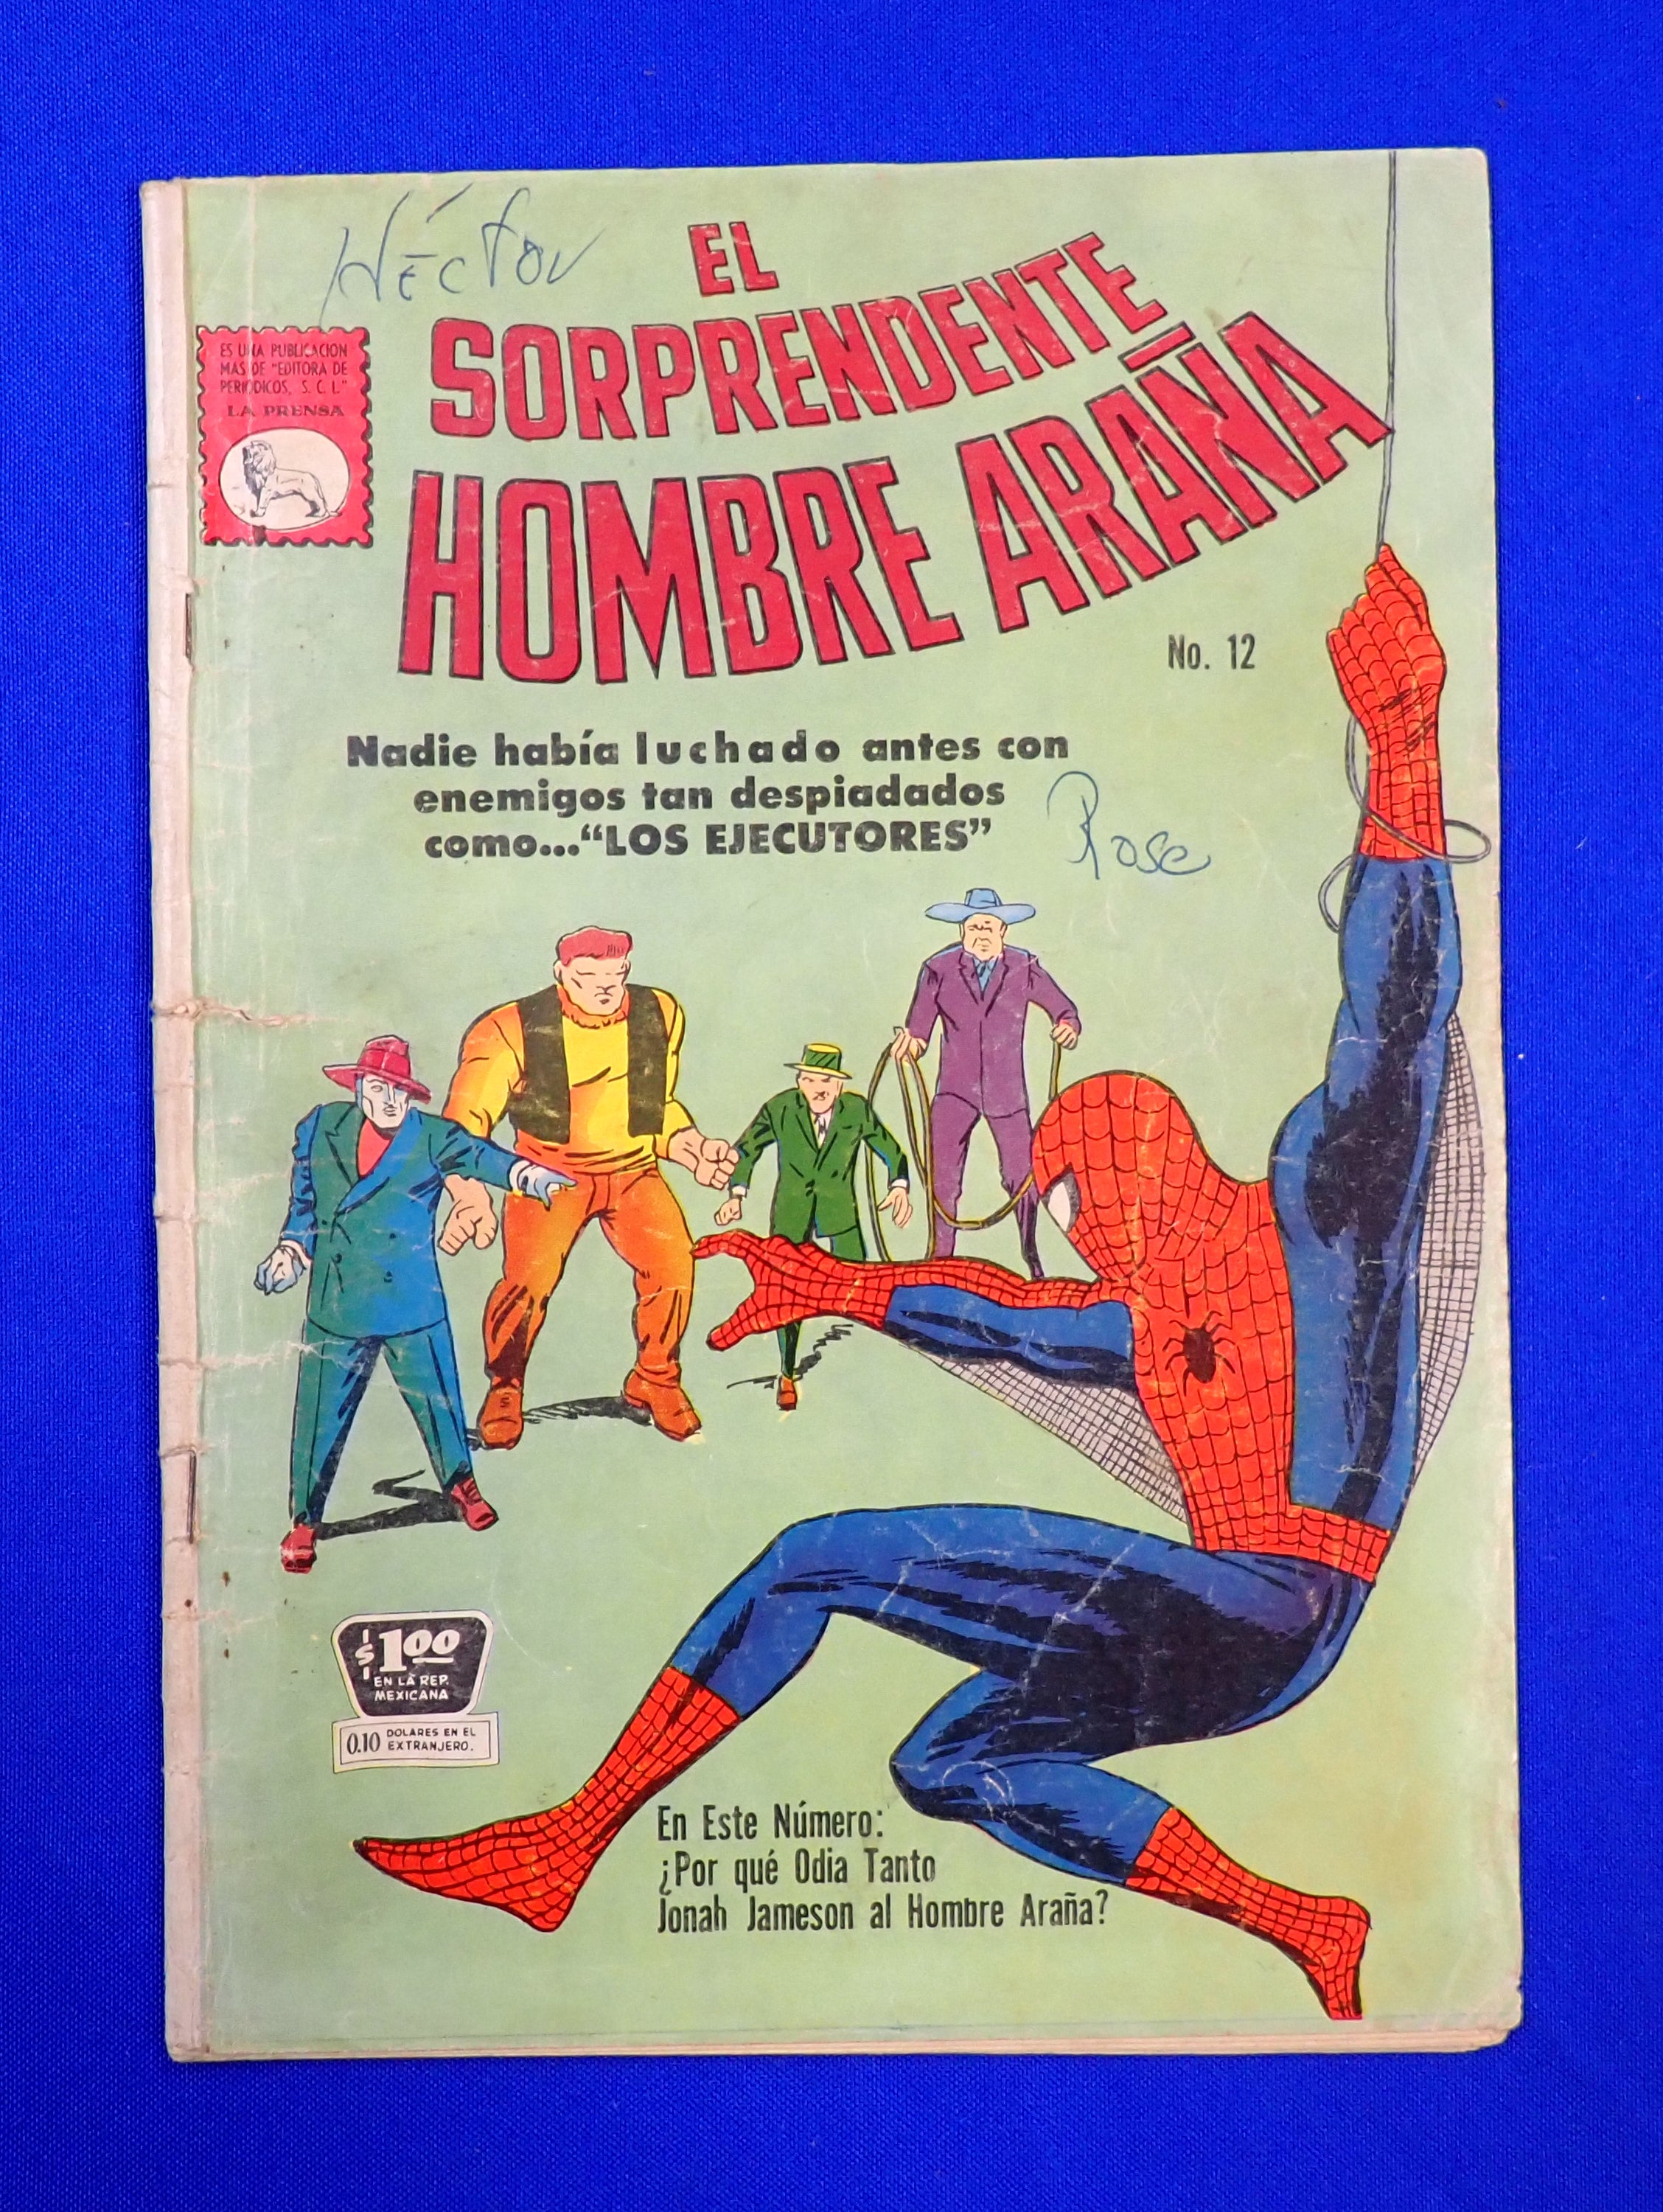 Héctor
EL
SORPRENDENTE
HOMBRE ARAÑA
ES UNA PUBLICACION
MAS DE "EDITORA DE
PERIODICOS, S. C. L."
LA PRENSA
No. 12
Nadie había luchado antes con
enemigos tan despiadados
como..."LOS EJECUTORES"
Rose
$1.00
EN LA REP.
MEXICANA
0.10 DOLARES EN EL
EXTRANJERO.
En Este Número:
¿Por qué Odia Tanto
Jonah Jameson al Hombre Araña?